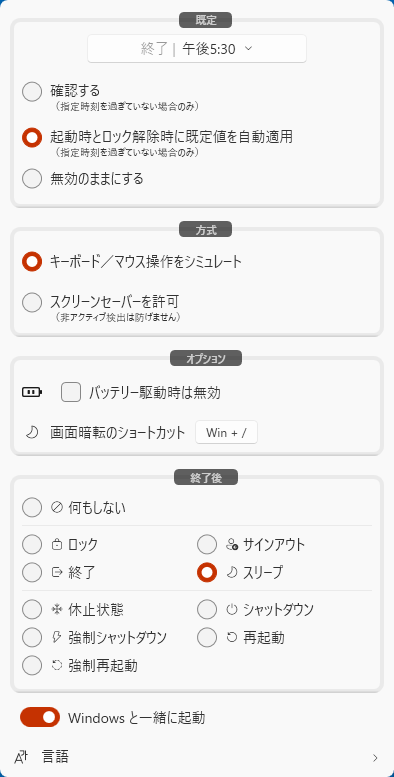 既定
終了 | 午後5:30
確認する
（指定時刻を過ぎていない場合のみ）
起動時とロック解除時に既定値を自動適用
（指定時刻を過ぎていない場合のみ）
無効のままにする
方式
キーボード／マウス操作をシミュレート
スクリーンセーバーを許可
（非アクティブ検出は防げません）
オプション
バッテリー駆動時は無効
画面暗転のショートカット Win + /
終了後
何もしない
ロック サインアウト
終了 スリープ
休止状態 シャットダウン
強制シャットダウン 再起動
強制再起動
Windows と一緒に起動
言語